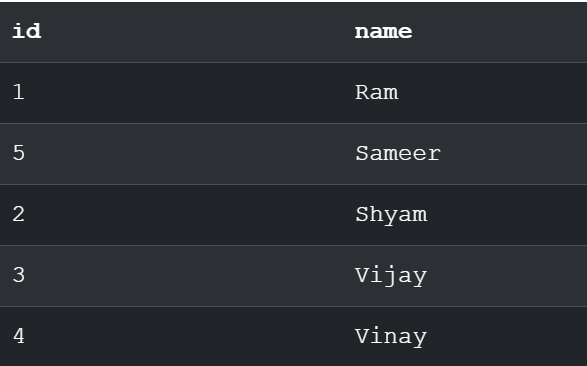 id name
1 Ram
5 Sameer
2 Shyam
3 Vijay
4 Vinay